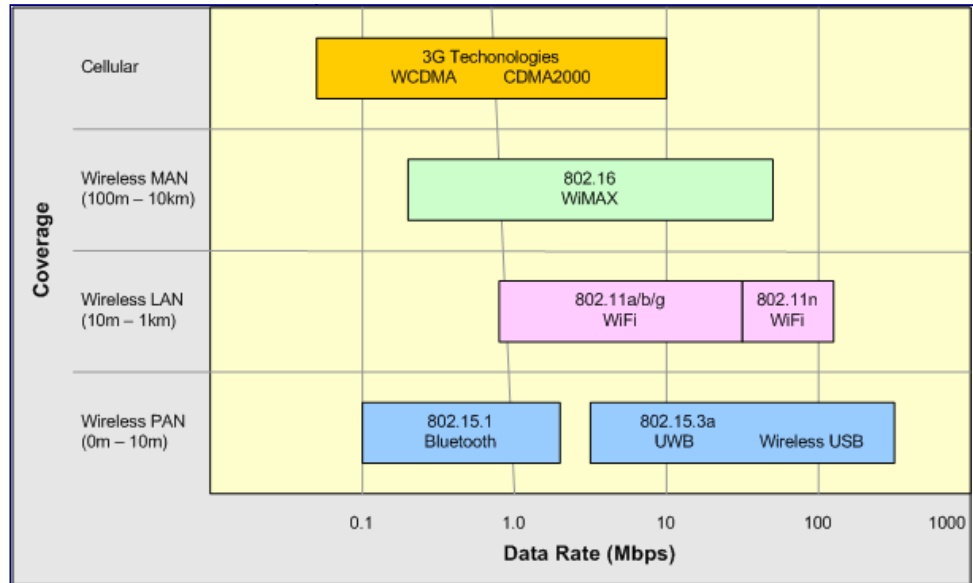 Coverage
Cellular
3G Techonologies
WCDMA CDMA2000
Wireless MAN
(100m – 10km)
802.16
WiMAX
Wireless LAN
(10m – 1km)
802.11a/b/g
WiFi
802.11n
WiFi
Wireless PAN
(0m – 10m)
802.15.1
Bluetooth
802.15.3a
UWB Wireless USB
0.1 1.0 10 100 1000
Data Rate (Mbps)